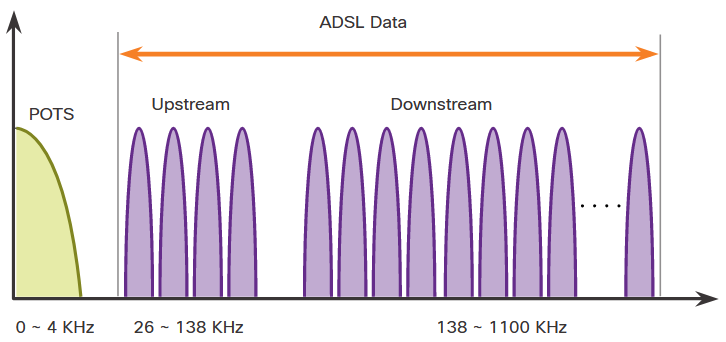 ADSL Data
POTS
Upstream
Downstream
0 ~ 4 KHz
26 ~ 138 KHz
138 ~ 1100 KHz